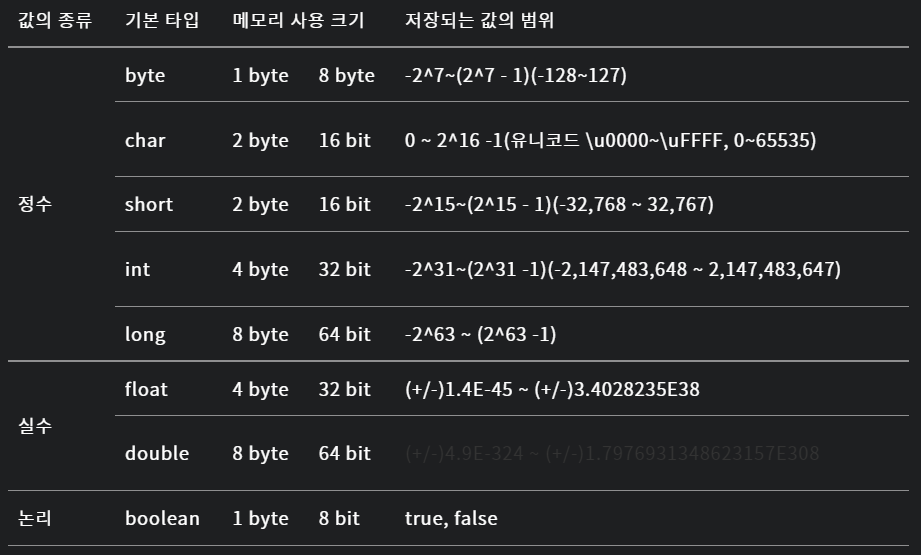 값의 종류 기본 타입 메모리 사용 크기 저장되는 값의 범위
byte 1 byte 8 byte -2^7~(2^7 - 1)(-128~127)
char 2 byte 16 bit 0 ~ 2^16 -1(유니코드 \u0000~\uFFFF, 0~65535)
정수 short 2 byte 16 bit -2^15~(2^15 - 1)(-32,768 ~ 32,767)
int 4 byte 32 bit -2^31~(2^31 -1)(-2,147,483,648 ~ 2,147,483,647)
long 8 byte 64 bit -2^63 ~ (2^63 -1)
float 4 byte 32 bit (+/-)1.4E-45 ~ (+/-)3.4028235E38
실수
double 8 byte 64 bit (+/-)4.9E-324 ~ (+/-)1.7976931348623157E308
논리 boolean 1 byte 8 bit true, false